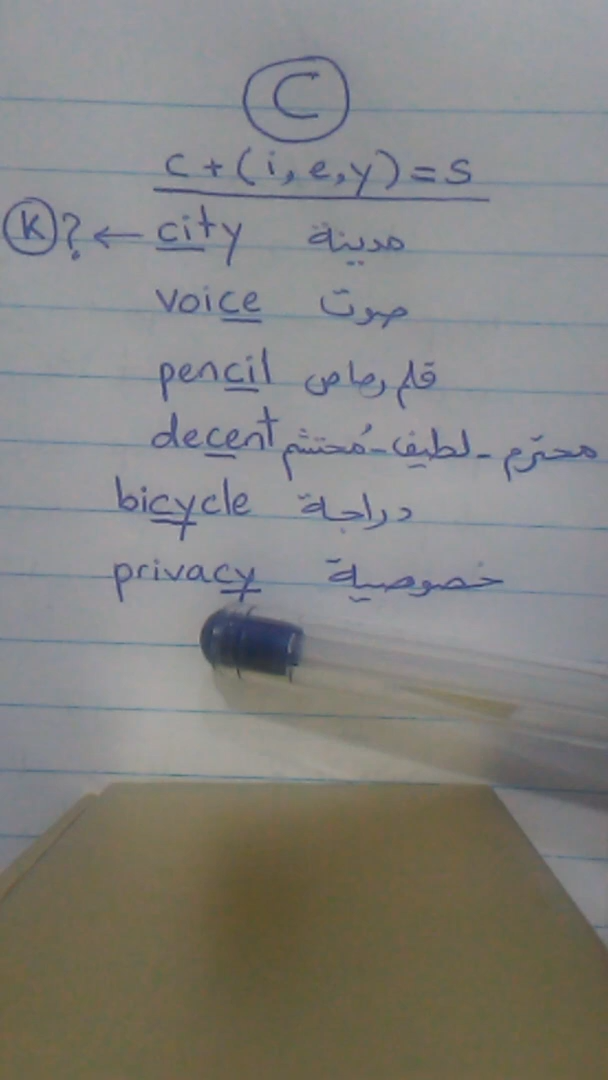 C
c + (i, e, y) = s
K ? ← city مدينة
voice صوت
pencil قلم رصاص
decent محترم - لطيف - مُحتشم
bicycle دراجة
privacy خصوصية